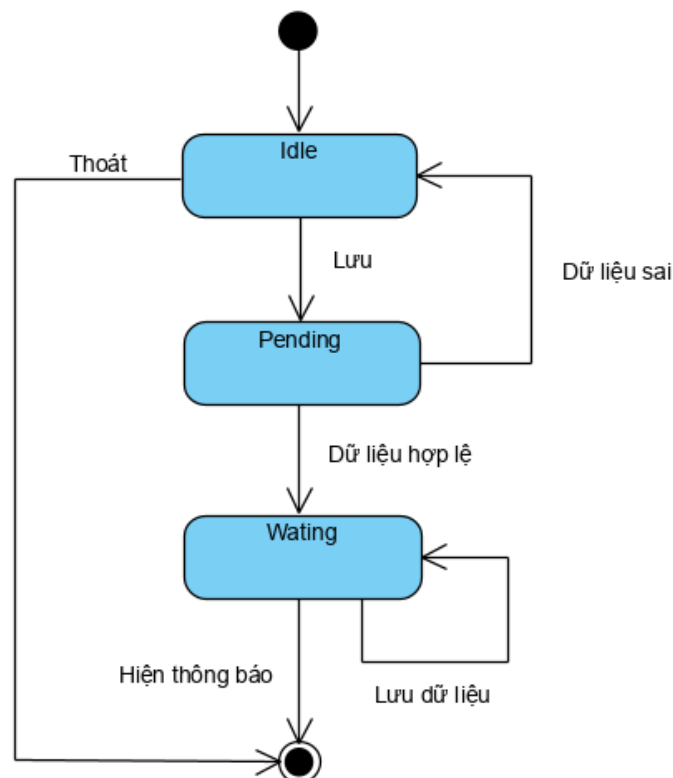 Idle
Thoát
Lưu
Dữ liệu sai
Pending
Dữ liệu hợp lệ
Wating
Hiện thông báo
Lưu dữ liệu